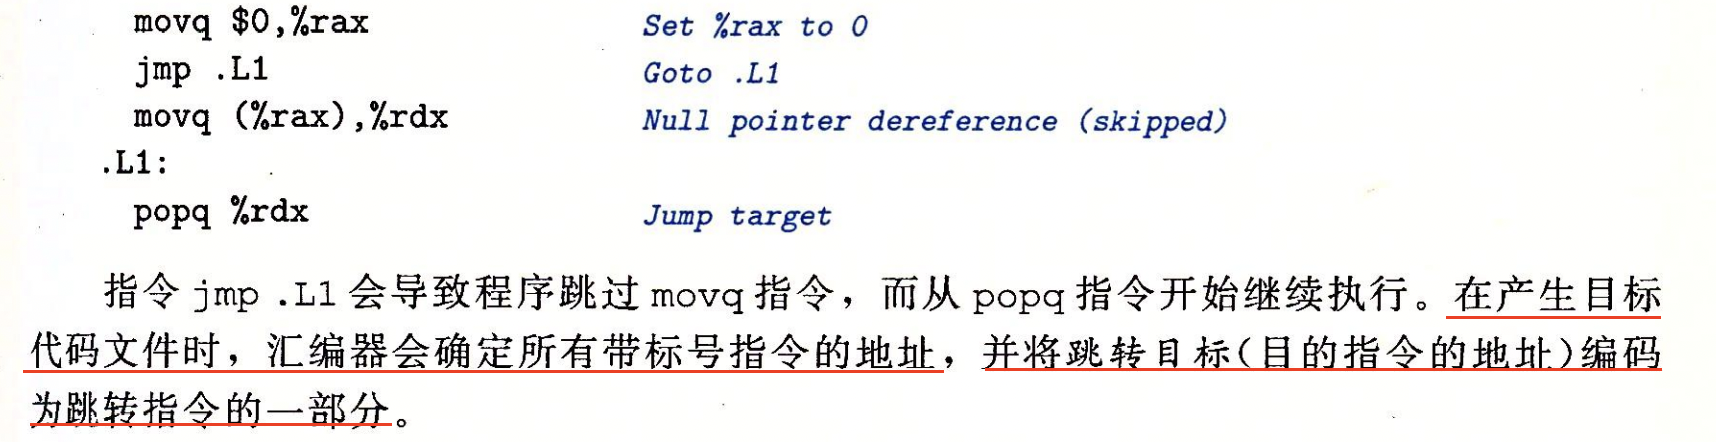 movq $0,%rax Set %rax to 0
jmp .L1 Goto .L1
movq (%rax),%rdx Null pointer dereference (skipped)
.L1:
popq %rdx Jump target
指令 jmp .L1 会导致程序跳过 movq 指令，而从 popq 指令开始继续执行。在产生目标
代码文件时，汇编器会确定所有带标号指令的地址，并将跳转目标(目的指令的地址)编码
为跳转指令的一部分。